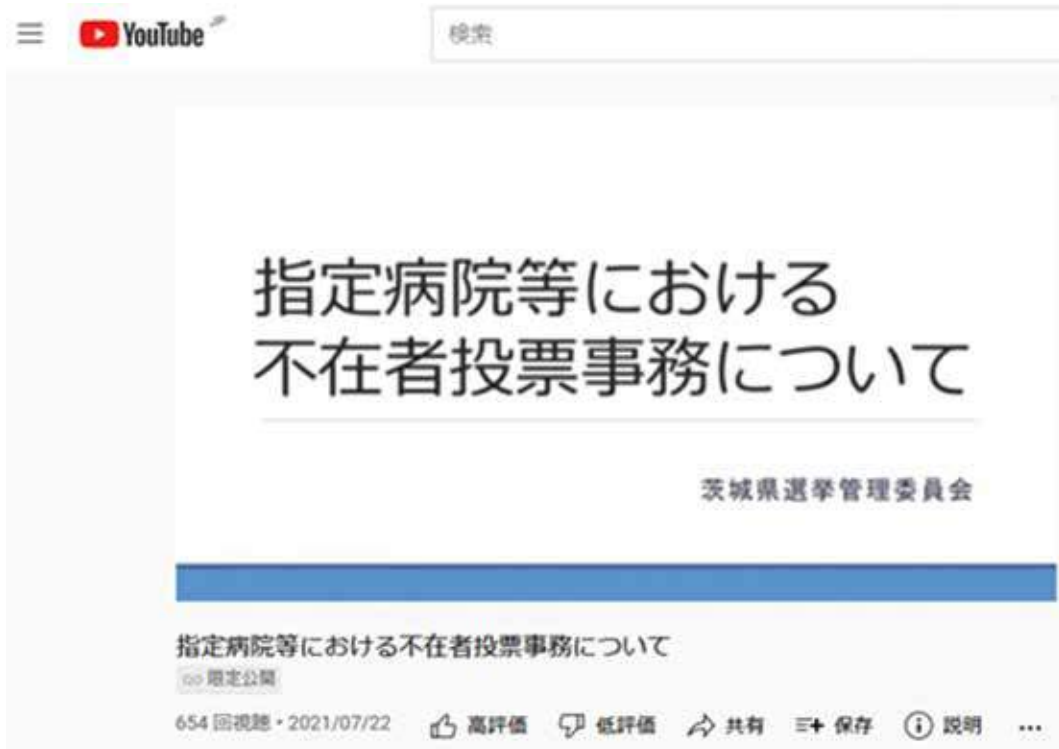 YouTube JP
検索
指定病院等における
不在者投票事務について
茨城県選挙管理委員会
指定病院等における不在者投票事務について
限定公開
654 回視聴・2021/07/22 高評価 低評価 共有 保存 説明 ...